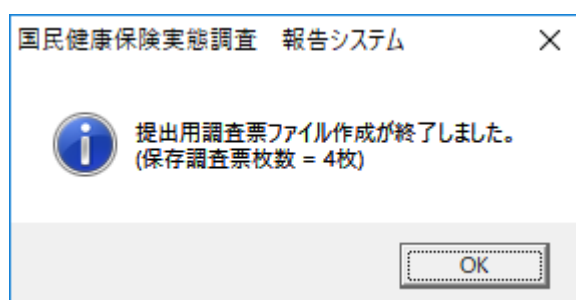 国民健康保険実態調査　報告システム
提出用調査票ファイル作成が終了しました。
(保存調査票枚数 = 4枚)
OK